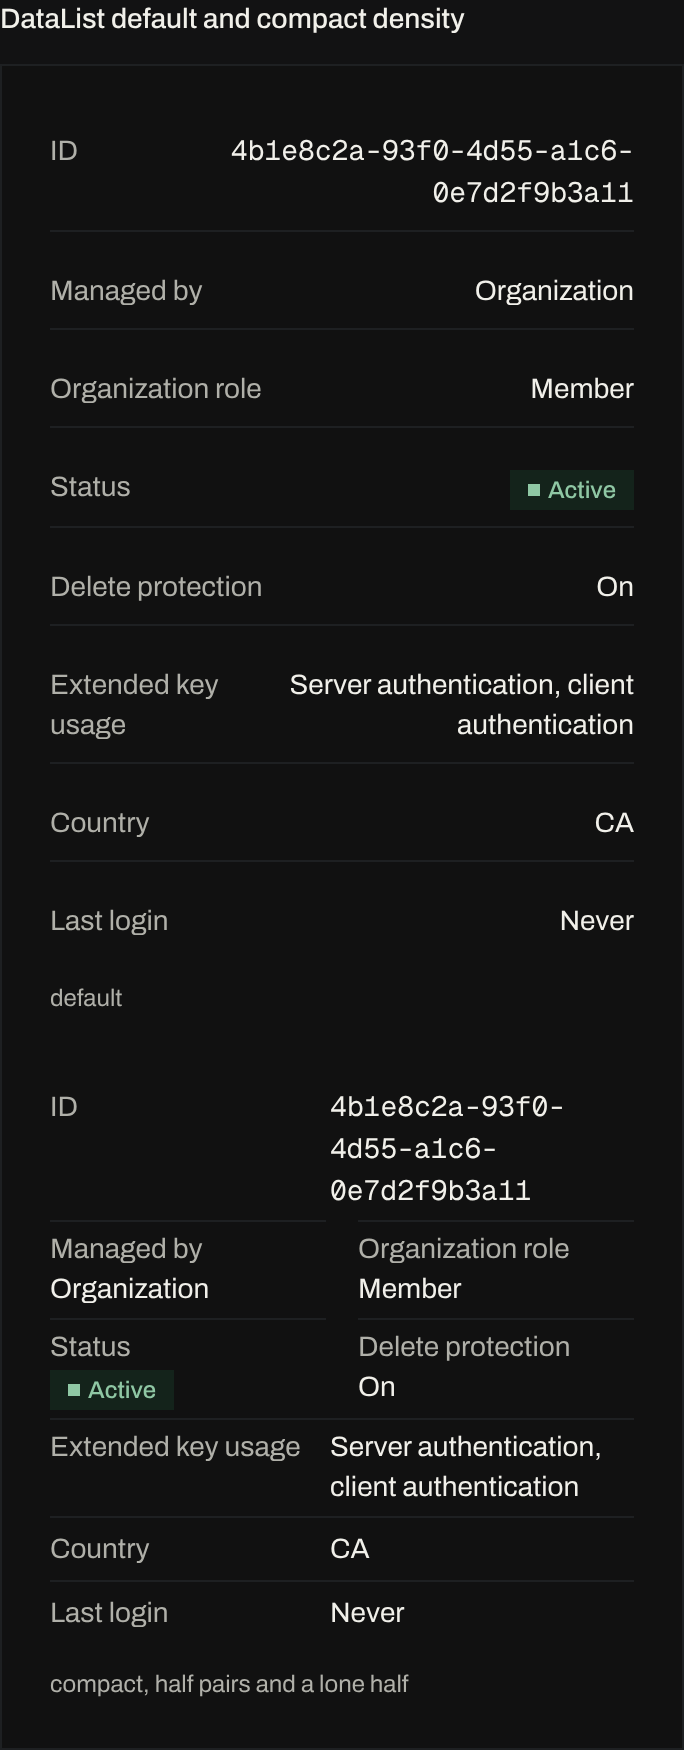 DataList default and compact density
ID
4b1e8c2a-93f0-4d55-a1c6-
0e7d2f9b3a11
Managed by
Organization
Organization role
Member
Status
Active
Delete protection
On
Extended key
usage
Server authentication, client
authentication
Country
CA
Last login
Never
default
ID
4b1e8c2a-93f0-
4d55-a1c6-
0e7d2f9b3a11
Managed by
Organization
Organization role
Member
Status
Active
Delete protection
On
Extended key usage
Server authentication,
client authentication
Country
CA
Last login
Never
compact, half pairs and a lone half